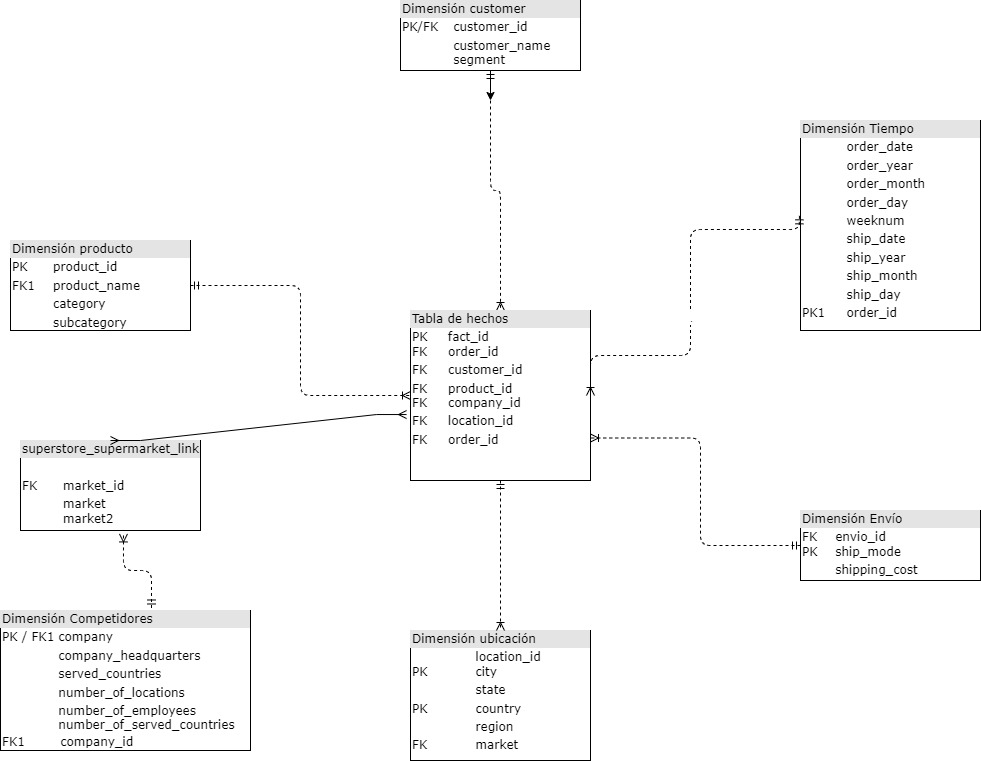 Dimensión customer
PK/FK customer_id
customer_name
segment
Dimensión Tiempo
order_date
order_year
order_month
order_day
weeknum
ship_date
ship_year
ship_month
ship_day
PK1 order_id
Dimensión producto
PK product_id
FK1 product_name
category
subcategory
Tabla de hechos
PK fact_id
FK order_id
FK customer_id
FK product_id
FK company_id
FK location_id
FK order_id
superstore_supermarket_link
FK market_id
market
market2
Dimensión Envío
FK envio_id
PK ship_mode
shipping_cost
Dimensión Competidores
PK / FK1 company
company_headquarters
served_countries
number_of_locations
number_of_employees
number_of_served_countries
FK1 company_id
Dimensión ubicación
location_id
PK city
state
PK country
region
FK market